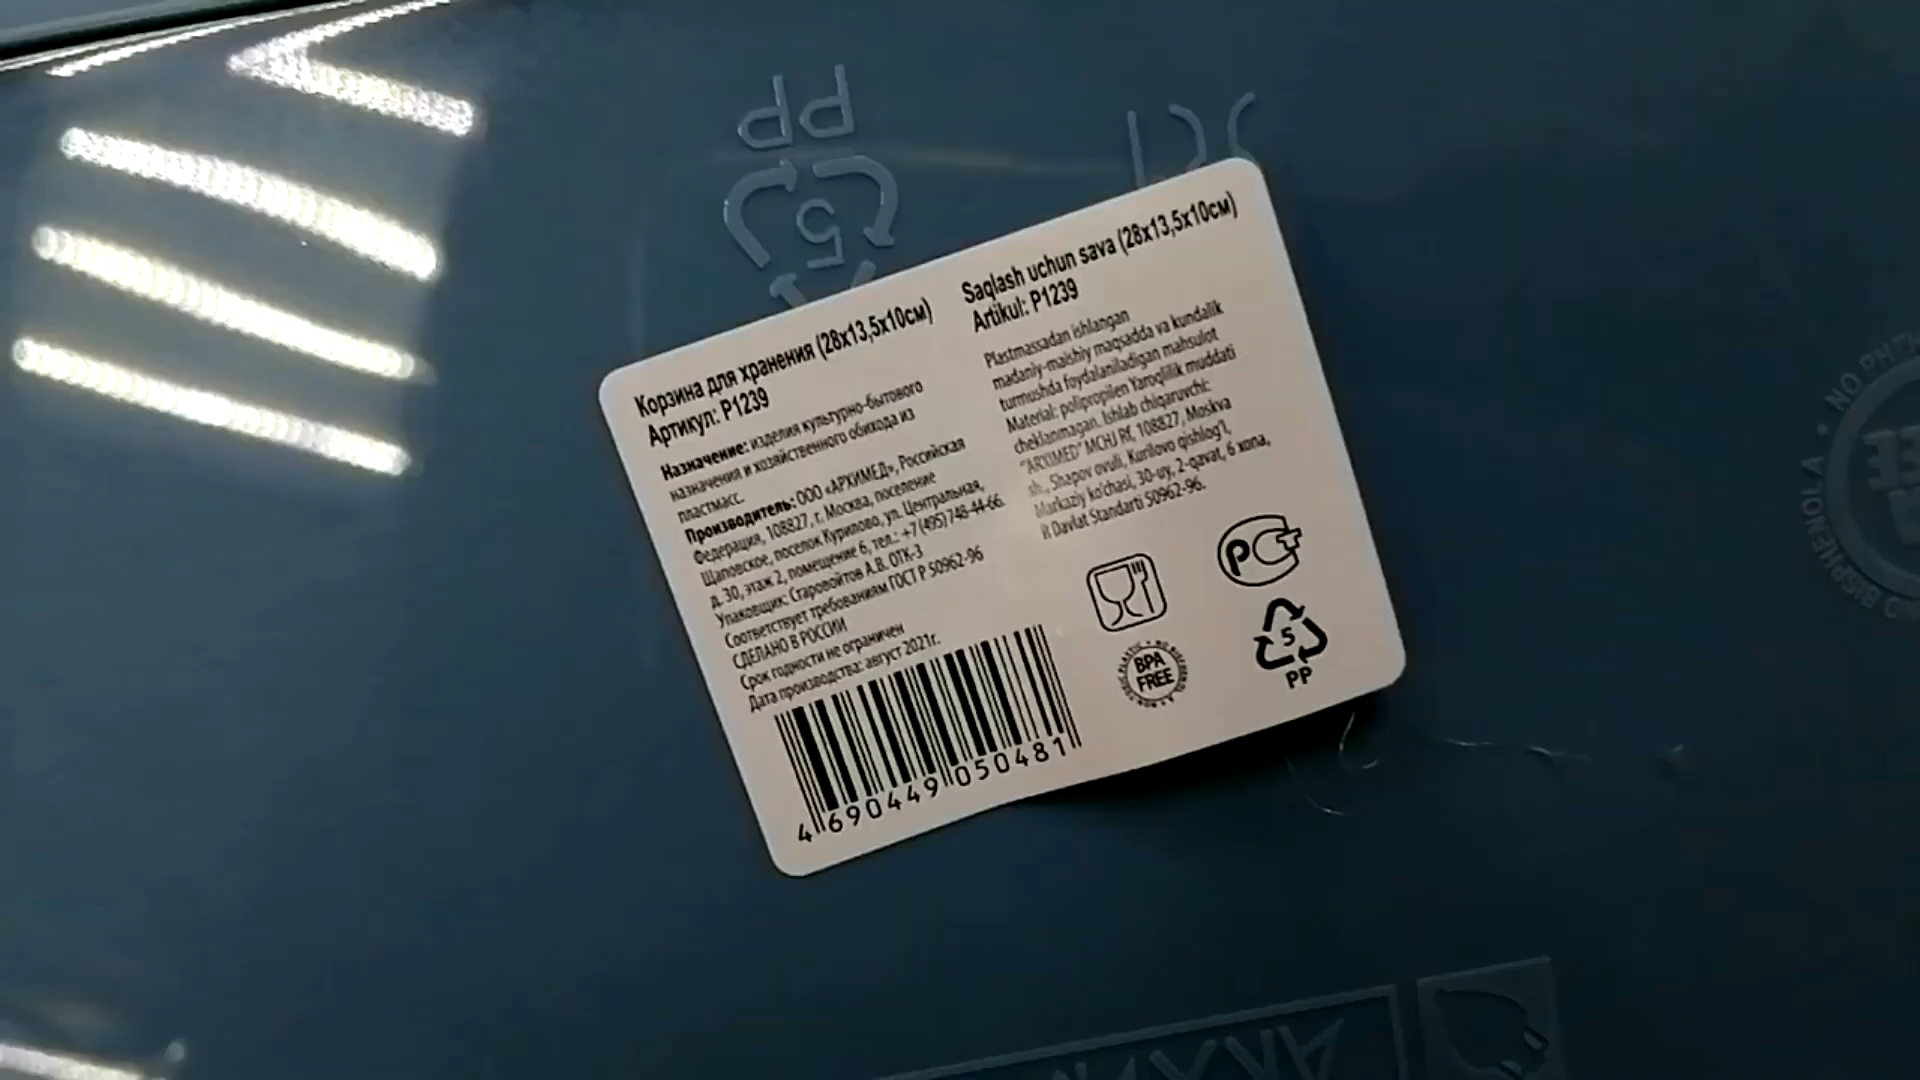 PP
5
Корзина для хранения (28x13,5x10см)
Артикул: P1239
Назначение: изделия культурно-бытового
назначения и хозяйственного обихода из
пластмасс.
Производитель: ООО «АРХИМЕД», Российская
Федерация, 108827, г. Москва, поселение
Щаповское, поселок Курилово, ул. Центральная,
д. 30, этаж 2, помещение 6, тел.: +7 (495) 748-44-66.
Упаковщик: Старовойтов А.В. ОТК-3
Соответствует требованиям ГОСТ Р 50962-96
СДЕЛАНО В РОССИИ
Срок годности не ограничен
Дата производства: август 2021г.
4 690449 050481
Saqlash uchun sava (28x13,5x10см)
Artikul: P1239
Plastmassadan ishlangan
madaniy-maishiy maqsadda va kundalik
turmushda foydalaniladigan mahsulot
Material: polipropilen Yaroqlilik muddati
cheklanmagan. Ishlab chiqaruvchi:
"ARXIMED" MCHJ Rf, 108827, Moskva
sh., Shapov ovuli, Kurilovo qishlog'I,
Markaziy ko'chasi, 30-uy, 2-qavat, 6 xona,
R Davlat Standarti 50962-96.
РСТ
BPA
FREE
5
PP